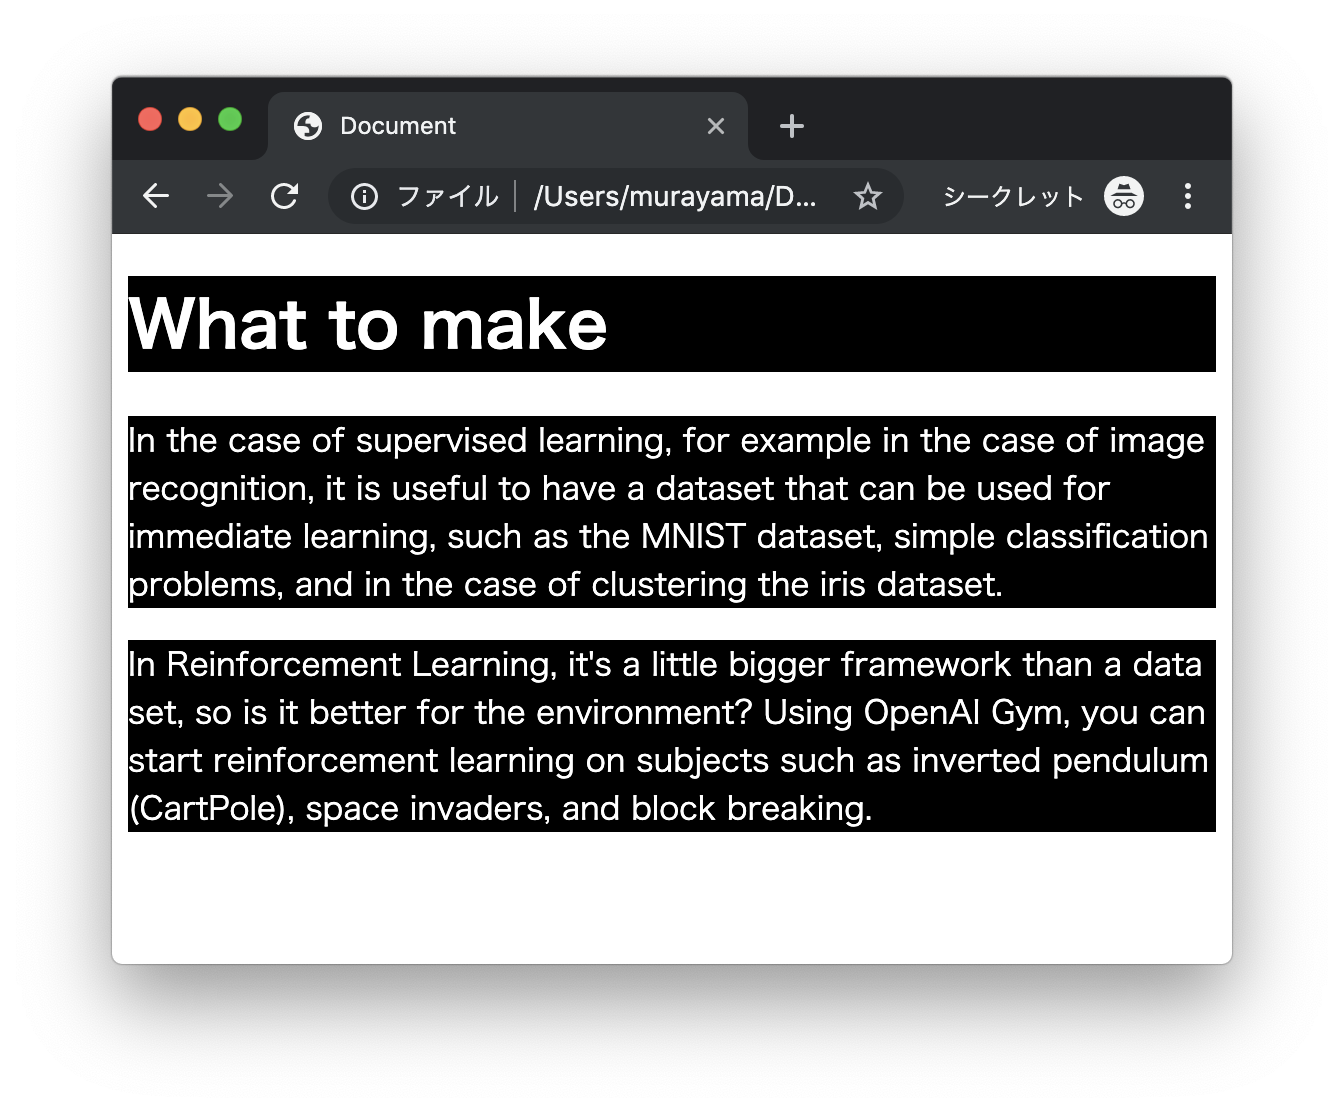 Document
ファイル
/Users/murayama/D...
シークレット
What to make
In the case of supervised learning, for example in the case of image
recognition, it is useful to have a dataset that can be used for
immediate learning, such as the MNIST dataset, simple classification
problems, and in the case of clustering the iris dataset.
In Reinforcement Learning, it's a little bigger framework than a data
set, so is it better for the environment? Using OpenAI Gym, you can
start reinforcement learning on subjects such as inverted pendulum
(CartPole), space invaders, and block breaking.